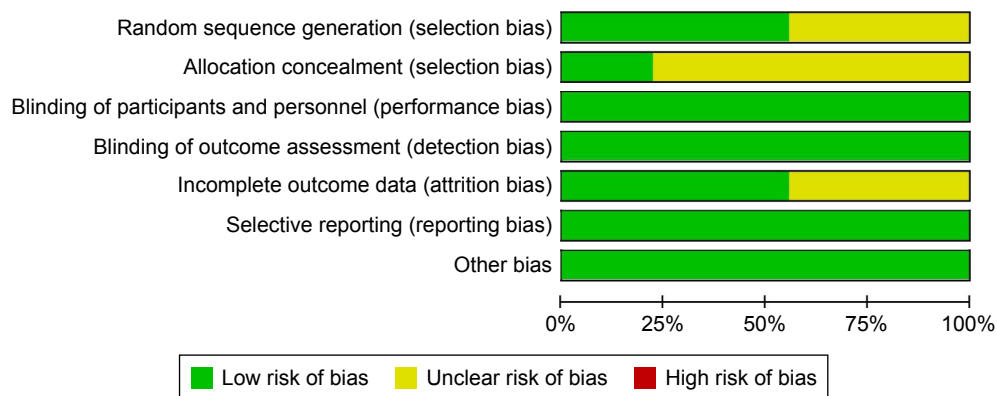 Random sequence generation (selection bias)
Allocation concealment (selection bias)
Blinding of participants and personnel (performance bias)
Blinding of outcome assessment (detection bias)
Incomplete outcome data (attrition bias)
Selective reporting (reporting bias)
Other bias
0% 25% 50% 75% 100%
Low risk of bias Unclear risk of bias High risk of bias